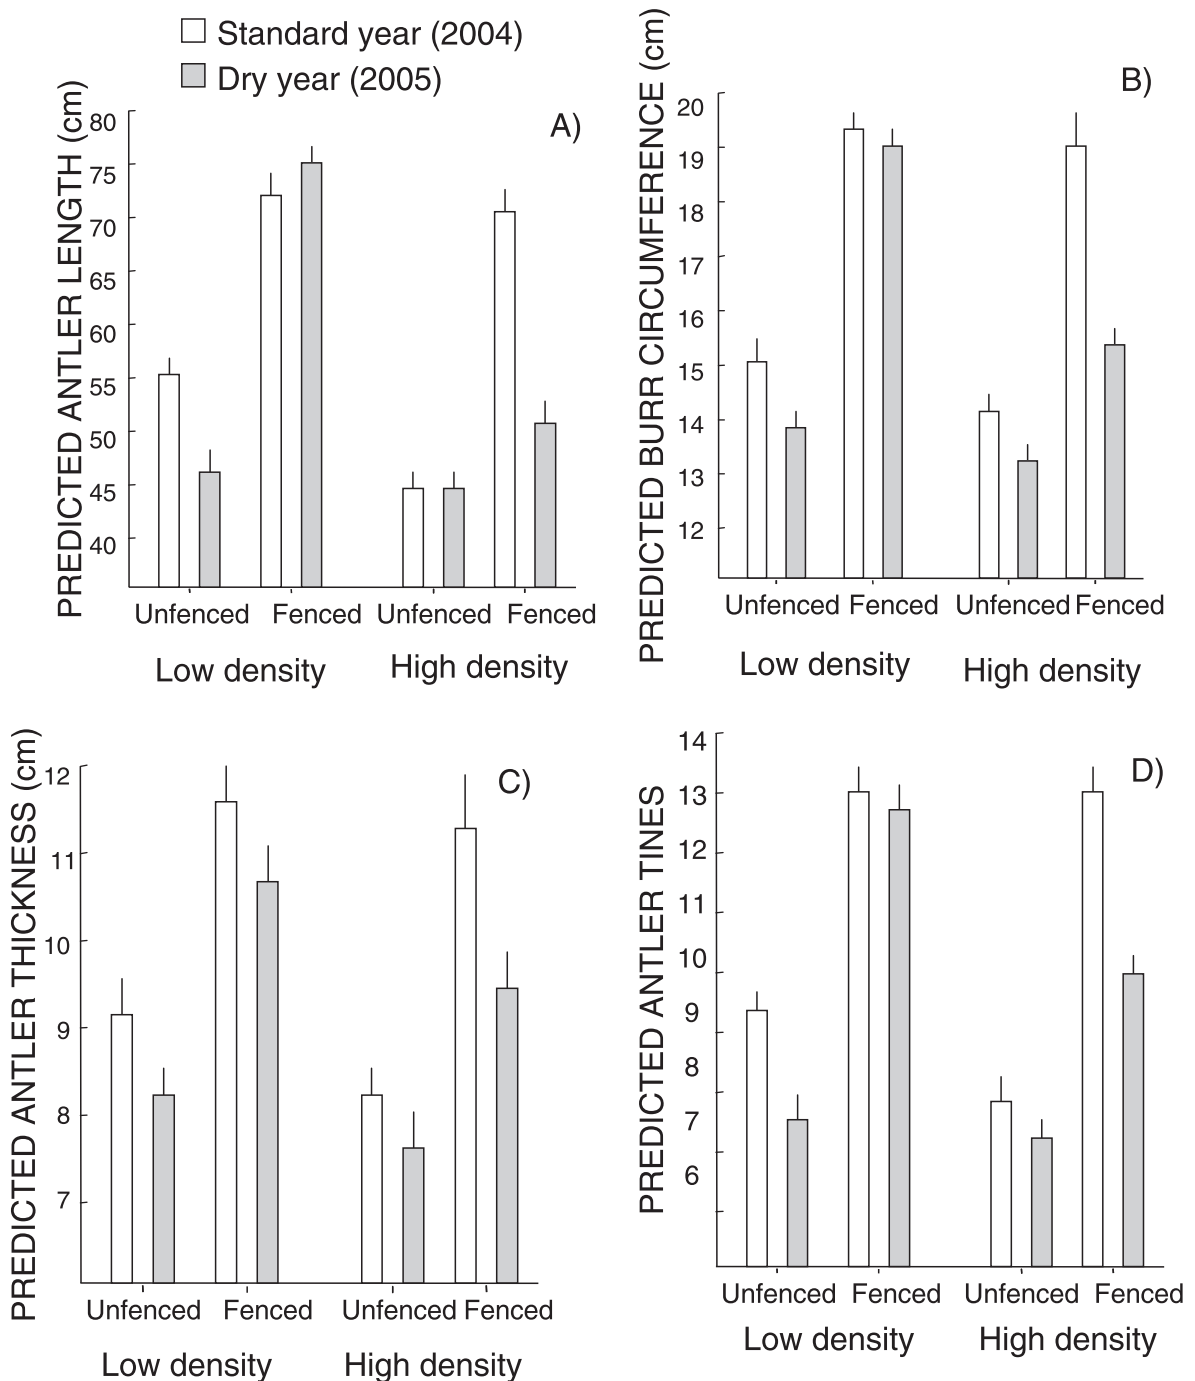 Standard year (2004)
Dry year (2005)
A)
PREDICTED ANTLER LENGTH (cm)
80
75
70
65
60
55
50
45
40
Unfenced Fenced Unfenced Fenced
Low density High density
B)
PREDICTED BURR CIRCUMFERENCE (cm)
20
19
18
17
16
15
14
13
12
Unfenced Fenced Unfenced Fenced
Low density High density
C)
PREDICTED ANTLER THICKNESS (cm)
12
11
10
9
8
7
Unfenced Fenced Unfenced Fenced
Low density High density
D)
PREDICTED ANTLER TINES
14
13
12
11
10
9
8
7
6
Unfenced Fenced Unfenced Fenced
Low density High density